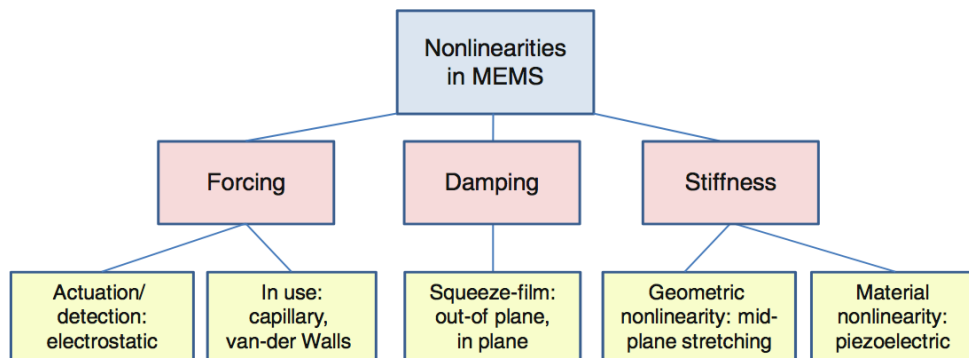 Nonlinearities
in MEMS
Forcing
Damping
Stiffness
Actuation/
detection:
electrostatic
In use:
capillary,
van-der Walls
Squeeze-film:
out-of plane,
in plane
Geometric
nonlinearity: mid-
plane stretching
Material
nonlinearity:
piezoelectric